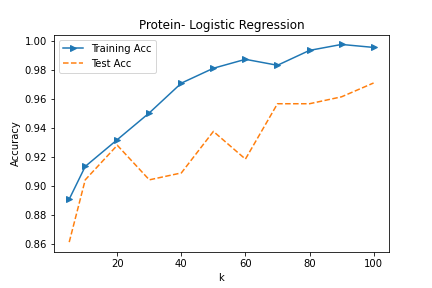 Protein- Logistic Regression
Training Acc
Test Acc
1.00
0.98
0.96
0.94
0.92
0.90
0.88
0.86
Accuracy
20
40
60
80
100
k